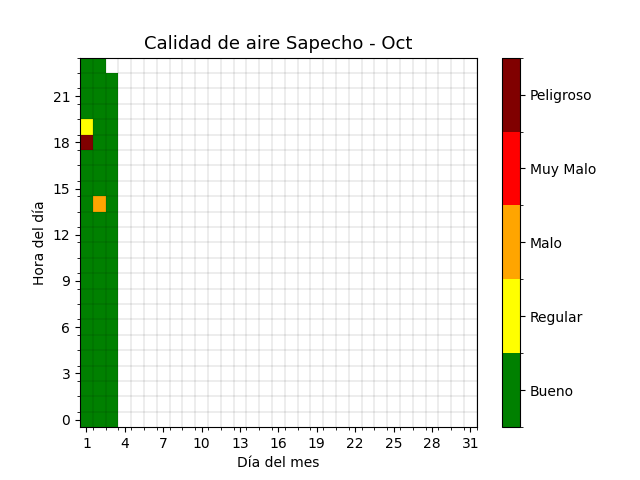 Calidad de aire Sapecho - Oct
Hora del día
21
18
15
12
9
6
3
0
1 4 7 10 13 16 19 22 25 28 31
Día del mes
Peligroso
Muy Malo
Malo
Regular
Bueno